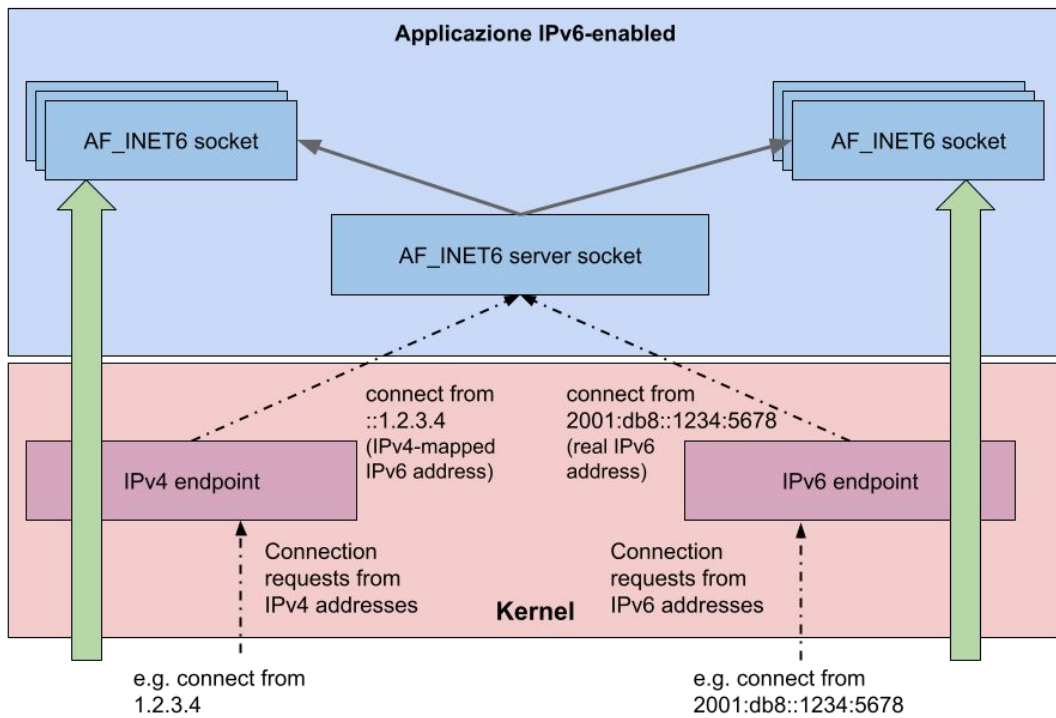 Applicazione IPv6-enabled
AF_INET6 socket
AF_INET6 socket
AF_INET6 server socket
connect from
::1.2.3.4
(IPv4-mapped
IPv6 address)
connect from
2001:db8::1234:5678
(real IPv6
address)
IPv4 endpoint
IPv6 endpoint
Connection
requests from
IPv4 addresses
Connection
requests from
IPv6 addresses
Kernel
e.g. connect from
1.2.3.4
e.g. connect from
2001:db8::1234:5678